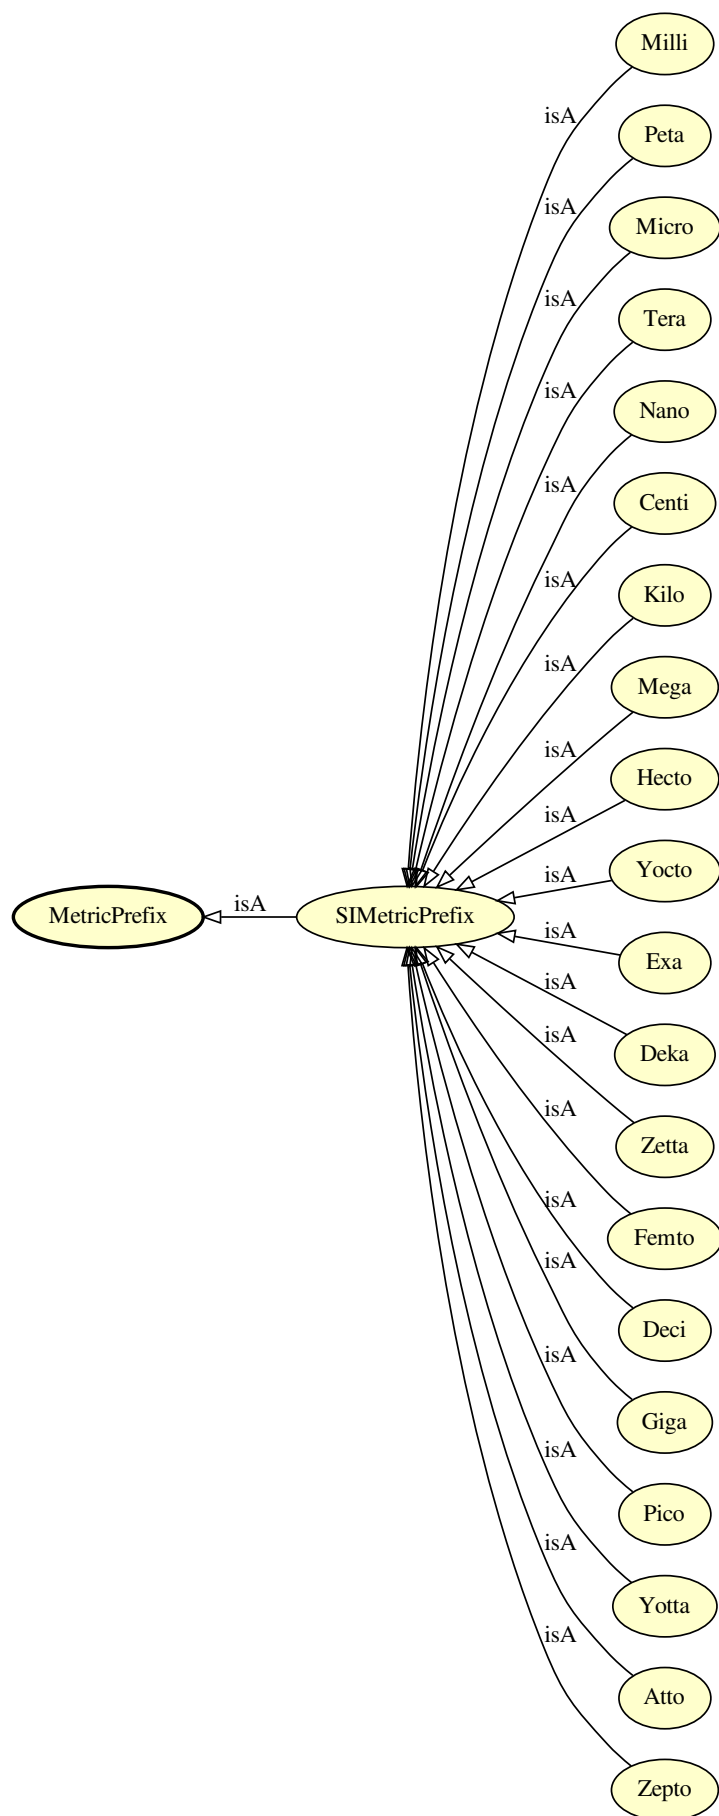 Milli
isA
Peta
isA
Micro
isA
Tera
isA
Nano
isA
Centi
isA
Kilo
isA
Mega
isA
Hecto
isA
Yocto
isA
MetricPrefix
isA
SIMetricPrefix
isA
Exa
isA
Deka
isA
Zetta
isA
Femto
isA
Deci
isA
Giga
isA
Pico
isA
Yotta
isA
Atto
isA
Zepto